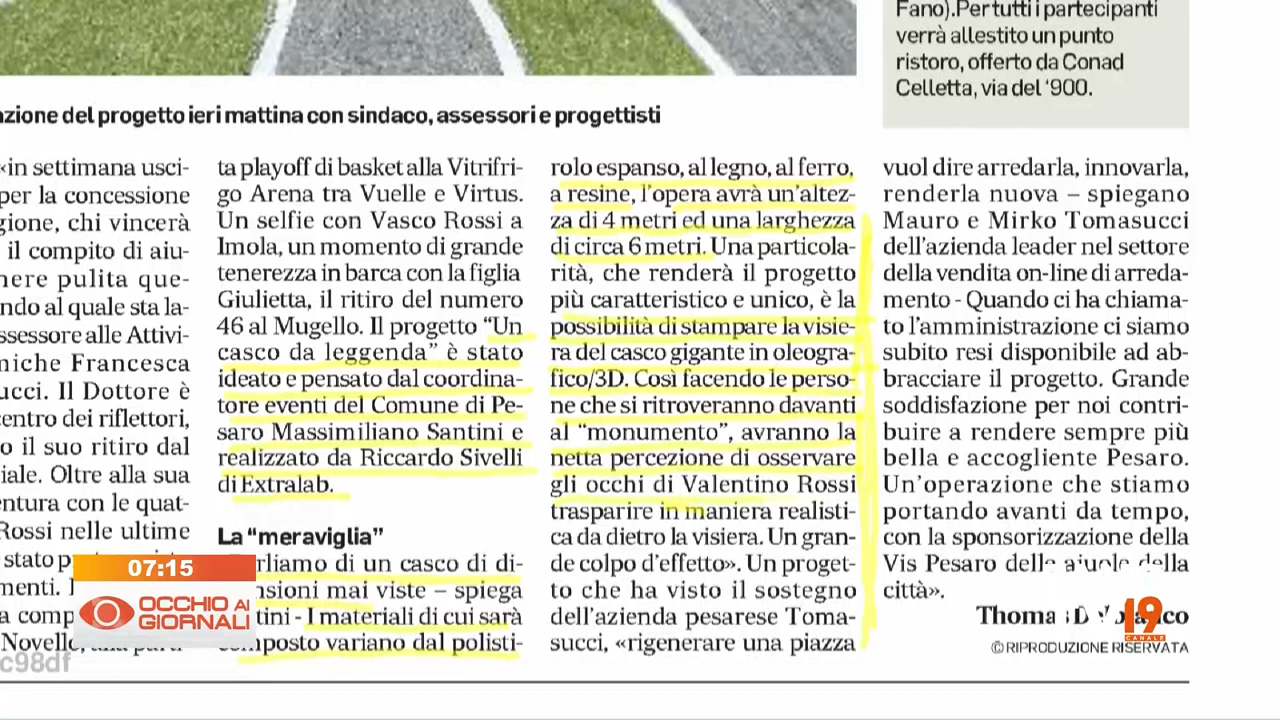 Fano). Per tutti i partecipanti
verrà allestito un punto
ristoro, offerto da Conad
Celletta, via del ‘900.
azione del progetto ieri mattina con sindaco, assessori e progettisti
«in settimana usci-
per la concessione
gione, chi vincerà
il compito di aiu-
nere pulita que-
ndo al quale sta la-
ssessore alle Attivi-
miche Francesca
ucci. Il Dottore è
centro dei riflettori,
o il suo ritiro dal
iale. Oltre alla sua
entura con le quat-
Rossi nelle ultime
stato
menti.
a comp
Novelle,
ta playoff di basket alla Vitrifri-
go Arena tra Vuelle e Virtus.
Un selfie con Vasco Rossi a
Imola, un momento di grande
tenerezza in barca con la figlia
Giulietta, il ritiro del numero
46 al Mugello. Il progetto “Un
casco da leggenda” è stato
ideato e pensato dal coordina-
tore eventi del Comune di Pe-
saro Massimiliano Santini e
realizzato da Riccardo Sivelli
di Extralab.
La “meraviglia”
rliamo di un casco di di-
nsioni mai viste – spiega
tini - I materiali di cui sarà
mposto variano dal polisti-
rolo espanso, al legno, al ferro,
a resine, l’opera avrà un’altez-
za di 4 metri ed una larghezza
di circa 6 metri. Una particola-
rità, che renderà il progetto
più caratteristico e unico, è la
possibilità di stampare la visie-
ra del casco gigante in oleogra-
fico/3D. Così facendo le perso-
ne che si ritroveranno davanti
al “monumento”, avranno la
netta percezione di osservare
gli occhi di Valentino Rossi
trasparire in maniera realisti-
ca da dietro la visiera. Un gran-
de colpo d’effetto». Un proget-
to che ha visto il sostegno
dell’azienda pesarese Toma-
succi, «rigenerare una piazza
vuol dire arredarla, innovarla,
renderla nuova – spiegano
Mauro e Mirko Tomasucci
dell’azienda leader nel settore
della vendita on-line di arreda-
mento - Quando ci ha chiama-
to l’amministrazione ci siamo
subito resi disponibile ad ab-
bracciare il progetto. Grande
soddisfazione per noi contri-
buire a rendere sempre più
bella e accogliente Pesaro.
Un’operazione che stiamo
portando avanti da tempo,
con la sponsorizzazione della
Vis Pesaro delle aiuole della
città».
Thomas
© RIPRODUZIONE RISERVATA
07:15
OCCHIO AI
GIORNALI
19
CANALE
c98df